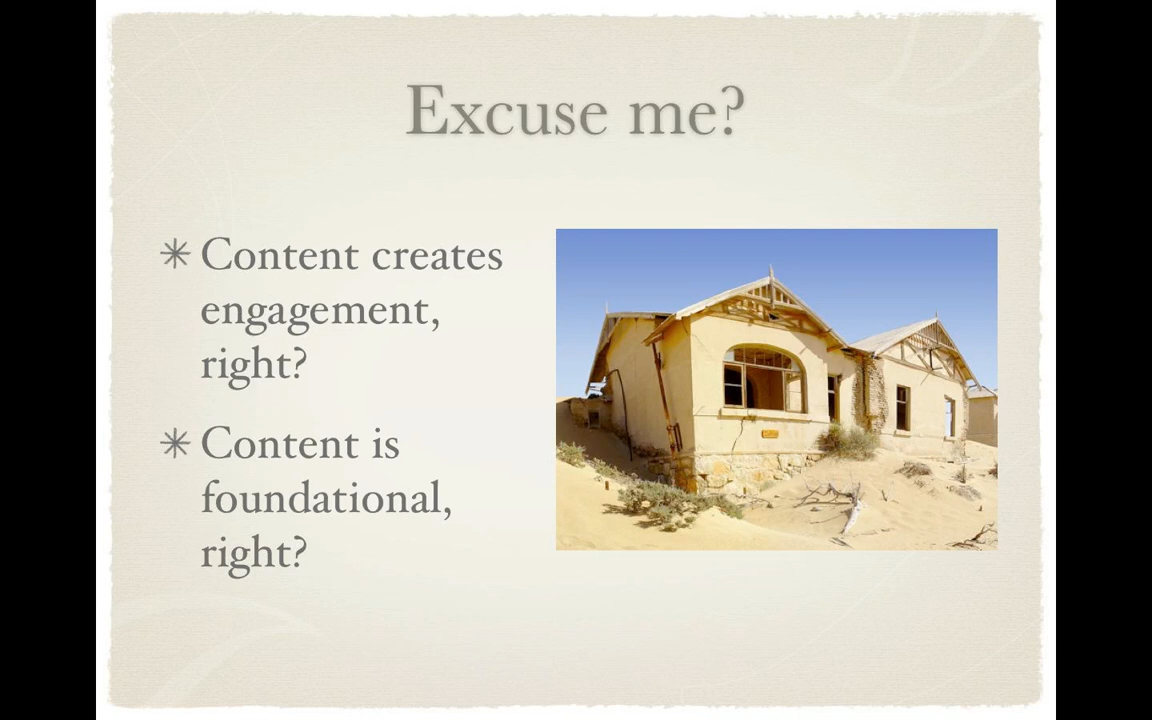 Excuse me?
✳ Content creates
engagement,
right?
✳ Content is
foundational,
right?